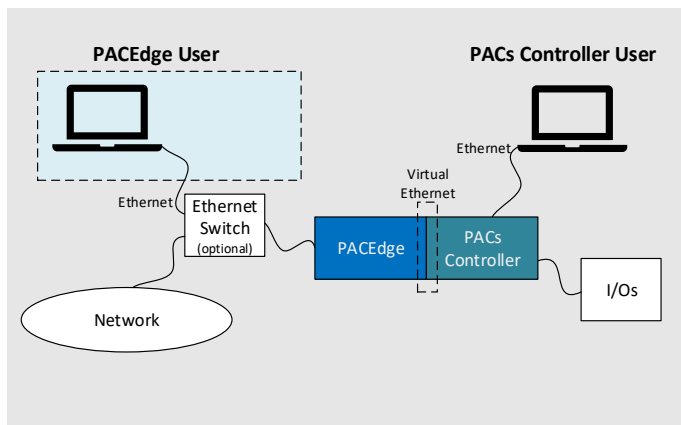 PACEdge User
PACs Controller User
Ethernet
Virtual
Ethernet
Ethernet
Ethernet
Switch
(optional)
PACEdge
PACs
Controller
I/Os
Network